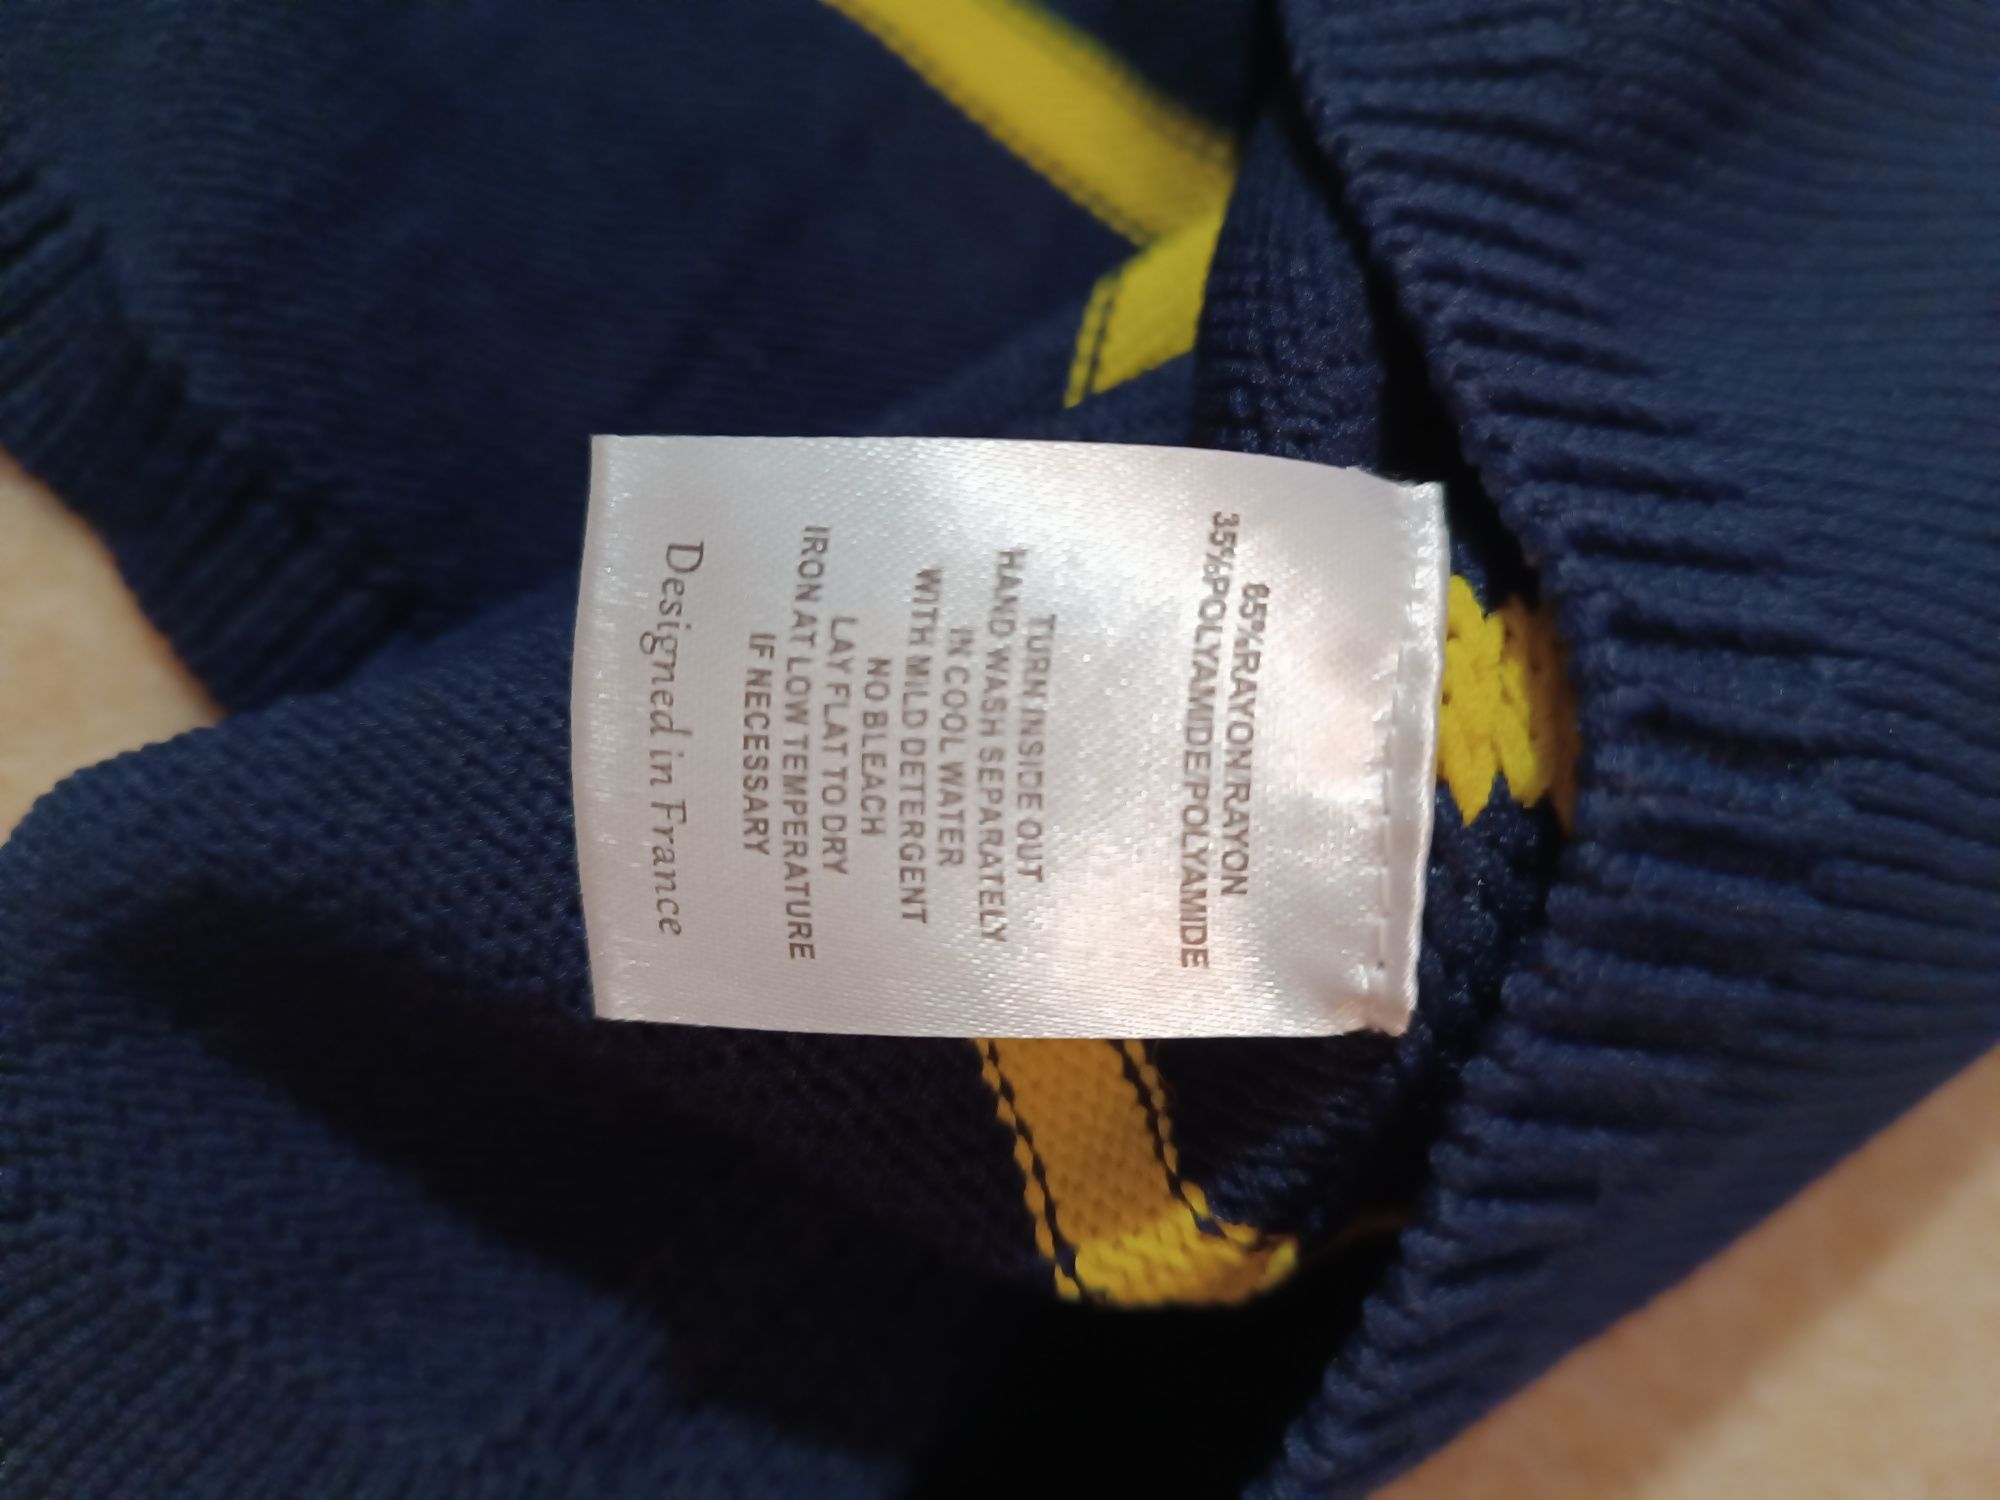 65%RAYON/RAYON
35%POLYAMIDE/POLYAMIDE
TURN INSIDE OUT
HAND WASH SEPARATELY
IN COOL WATER
WITH MILD DETERGENT
NO BLEACH
LAY FLAT TO DRY
IRON AT LOW TEMPERATURE
IF NECESSARY
Designed in France